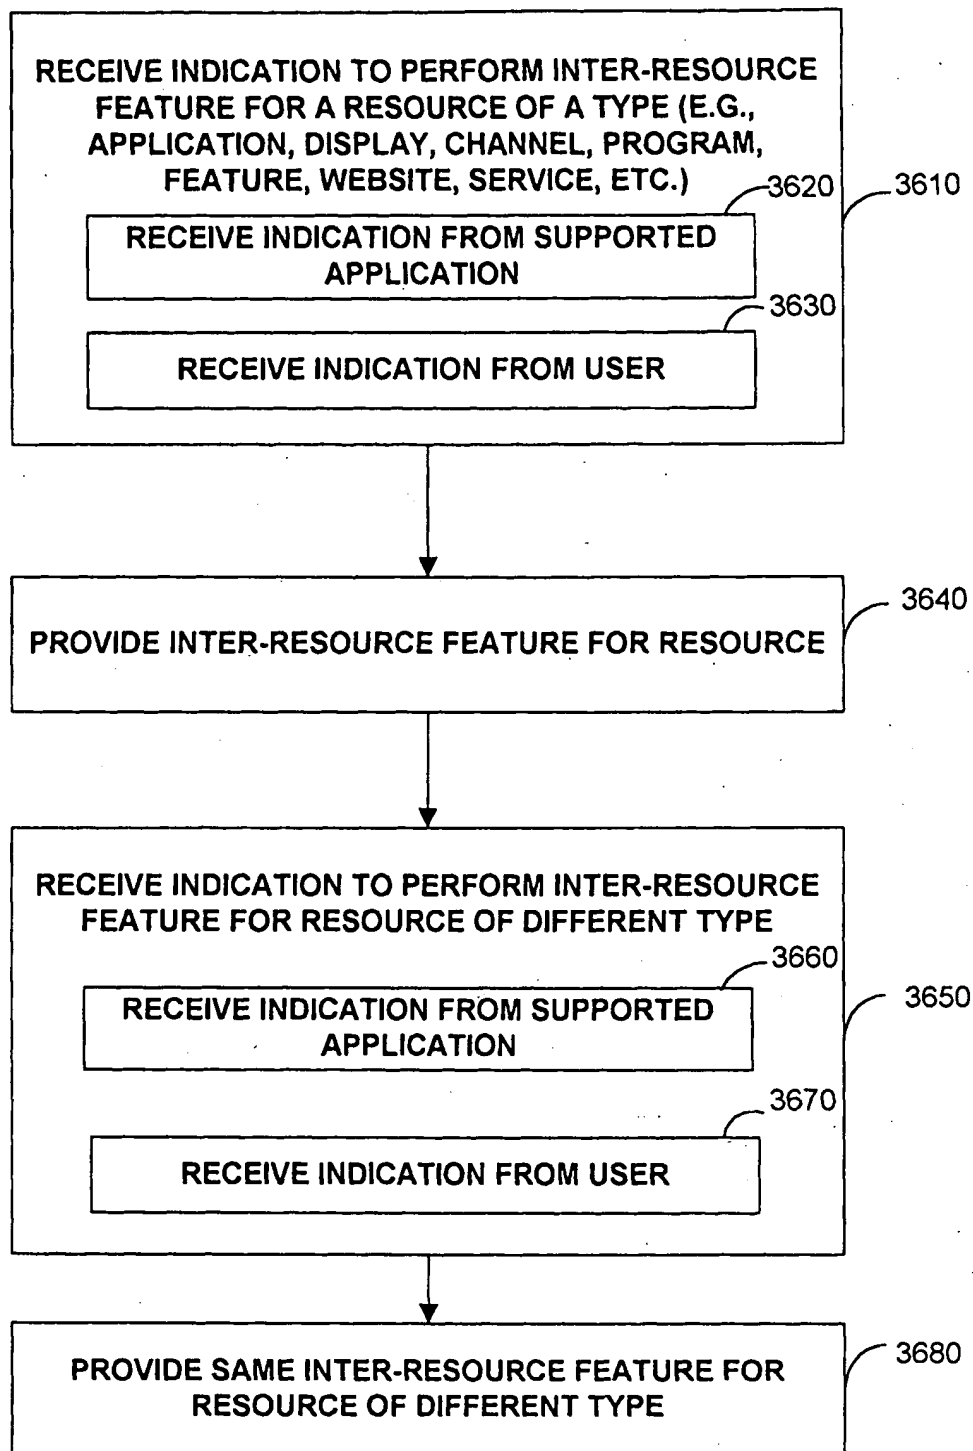 RECEIVE INDICATION TO PERFORM INTER-RESOURCE
FEATURE FOR A RESOURCE OF A TYPE (E.G.,
APPLICATION, DISPLAY, CHANNEL, PROGRAM,
FEATURE, WEBSITE, SERVICE, ETC.)
3620
3610
RECEIVE INDICATION FROM SUPPORTED
APPLICATION
3630
RECEIVE INDICATION FROM USER
3640
PROVIDE INTER-RESOURCE FEATURE FOR RESOURCE
RECEIVE INDICATION TO PERFORM INTER-RESOURCE
FEATURE FOR RESOURCE OF DIFFERENT TYPE
3660
3650
RECEIVE INDICATION FROM SUPPORTED
APPLICATION
3670
RECEIVE INDICATION FROM USER
3680
PROVIDE SAME INTER-RESOURCE FEATURE FOR
RESOURCE OF DIFFERENT TYPE